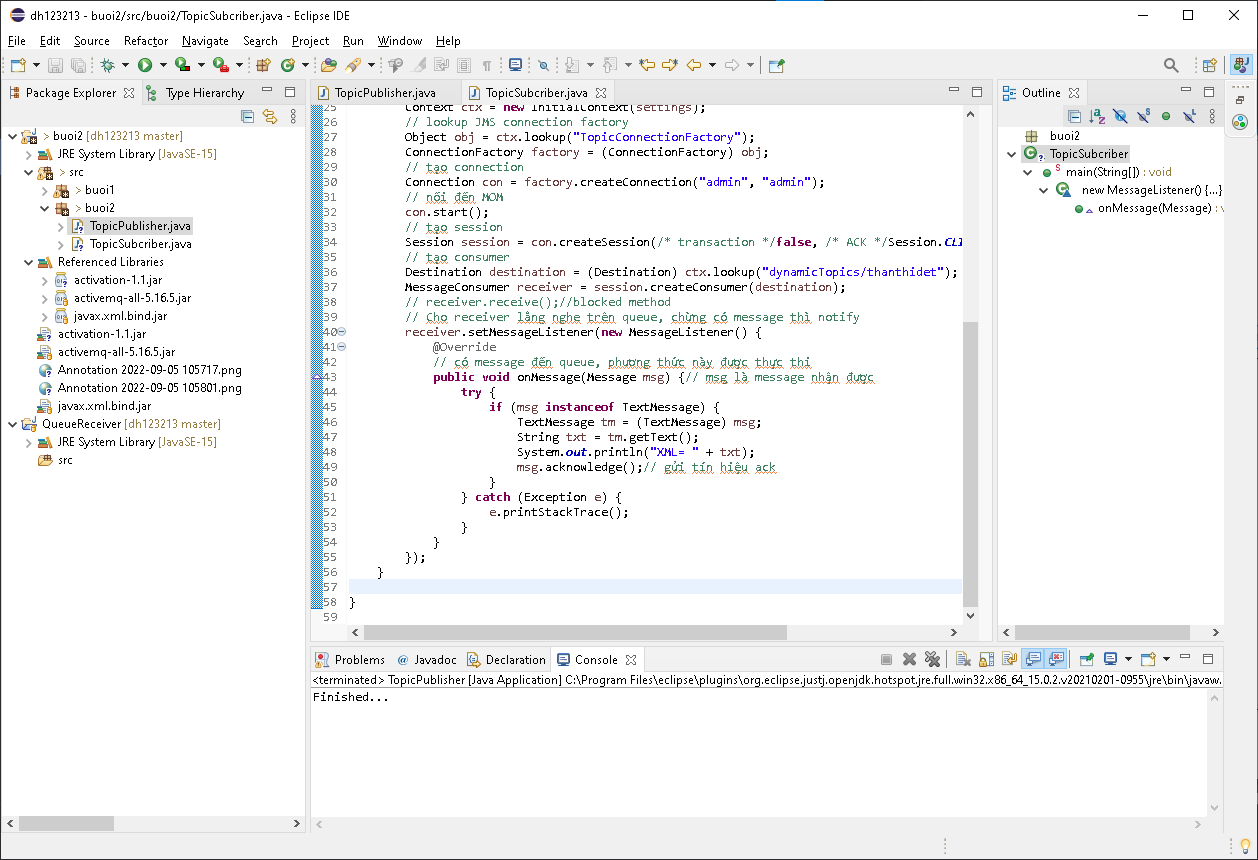 dh123213 - buoi2/src/buoi2/TopicSubcriber.java - Eclipse IDE
File Edit Source Refactor Navigate Search Project Run Window Help
Package Explorer Type Hierarchy
> buoi2 [dh123213 master]
JRE System Library [JavaSE-15]
> src
> buoi1
> buoi2
TopicPublisher.java
TopicSubcriber.java
Referenced Libraries
activation-1.1.jar
activemq-all-5.16.5.jar
javax.xml.bind.jar
activation-1.1.jar
activemq-all-5.16.5.jar
Annotation 2022-09-05 105717.png
Annotation 2022-09-05 105801.png
javax.xml.bind.jar
QueueReceiver [dh123213 master]
JRE System Library [JavaSE-15]
src
TopicPublisher.java TopicSubcriber.java
25 Context ctx = new InitialContext(settings);
26 // lookup JMS connection factory
27 Object obj = ctx.lookup("TopicConnectionFactory");
28 ConnectionFactory factory = (ConnectionFactory) obj;
29 // tạo connection
30 Connection con = factory.createConnection("admin", "admin");
31 // nối đến MOM
32 con.start();
33 // tạo session
34 Session session = con.createSession(/* transaction */false, /* ACK */Session.CLI
35 // tạo consumer
36 Destination destination = (Destination) ctx.lookup("dynamicTopics/thanthidet");
37 MessageConsumer receiver = session.createConsumer(destination);
38 // receiver.receive();//blocked method
39 // Cho receiver lắng nghe trên queue, chừng có message thì notify
40 receiver.setMessageListener(new MessageListener() {
41 @Override
42 // có message đến queue, phương thức này được thực thi
43 public void onMessage(Message msg) {// msg là message nhận được
44 try {
45 if (msg instanceof TextMessage) {
46 TextMessage tm = (TextMessage) msg;
47 String txt = tm.getText();
48 System.out.println("XML= " + txt);
49 msg.acknowledge();// gửi tín hiệu ack
50 }
51 } catch (Exception e) {
52 e.printStackTrace();
53 }
54 }
55 });
56 }
57
58 }
59
Outline
buoi2
TopicSubcriber
main(String[]) : void
new MessageListener() {...}
onMessage(Message) : v
Problems @ Javadoc Declaration Console
<terminated> TopicPublisher [Java Application] C:\Program Files\eclipse\plugins\org.eclipse.justj.openjdk.hotspot.jre.full.win32.x86_64_15.0.2.v20210201-0955\jre\bin\javaw.
Finished...